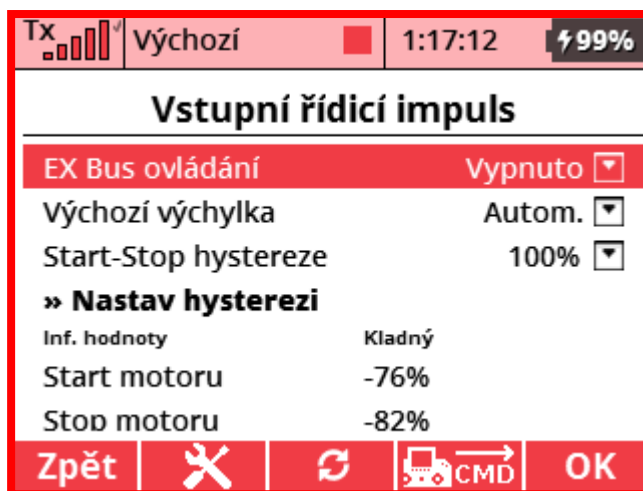 Tx Výchozí 1:17:12 99%
Vstupní řídicí impuls
EX Bus ovládání Vypnuto
Výchozí výchylka Autom.
Start-Stop hystereze 100%
» Nastav hysterezi
Inf. hodnoty Kladný
Start motoru -76%
Stop motoru -82%
Zpět CMD OK